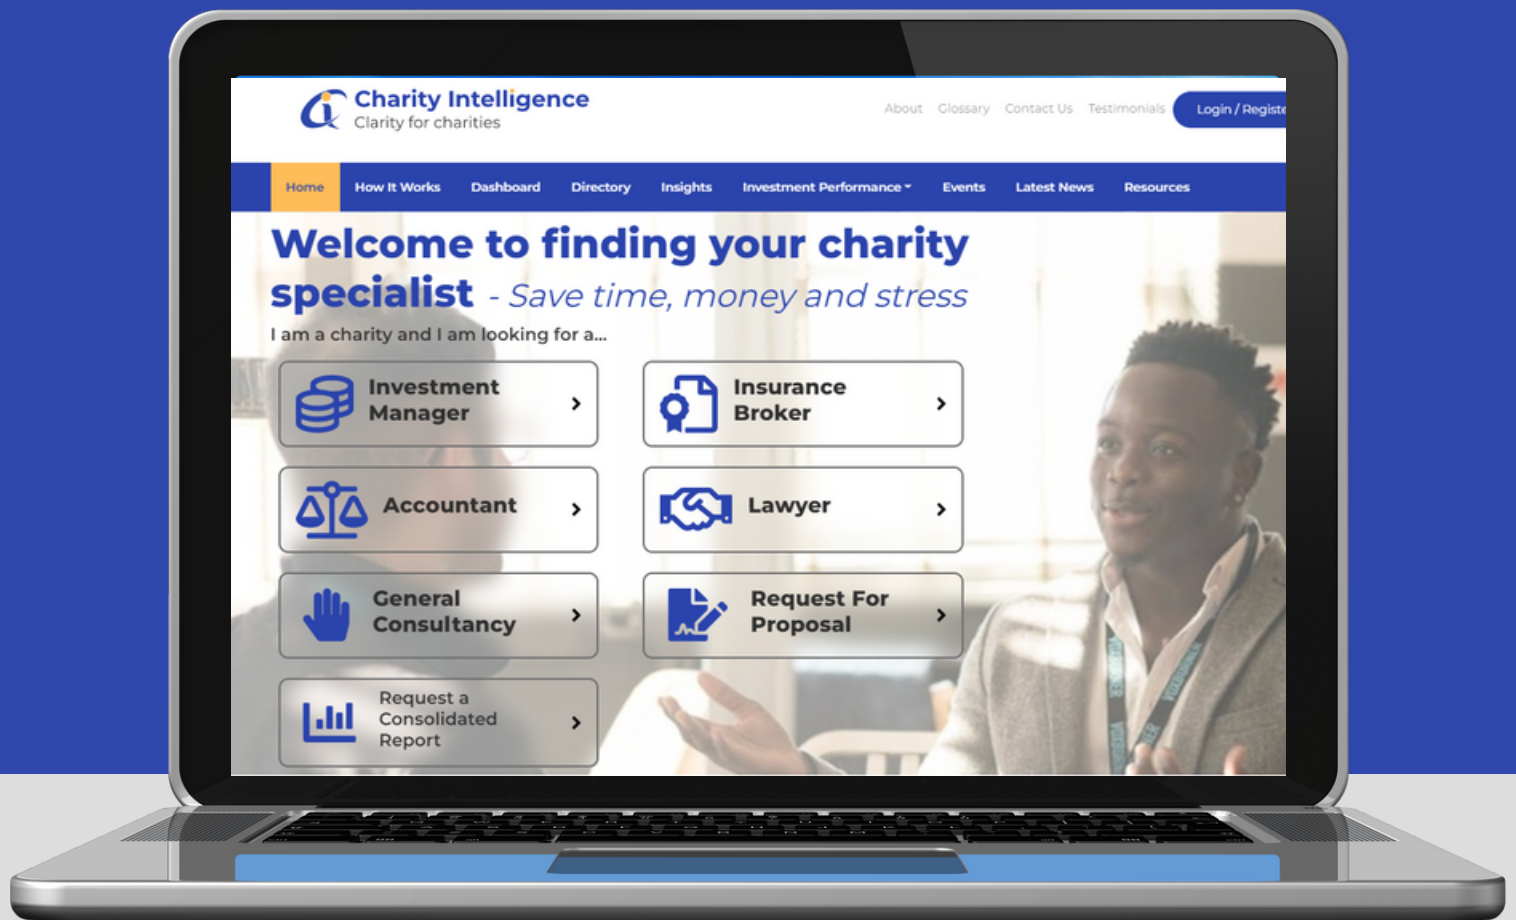 Charity Intelligence
Clarity for charities
About Glossary Contact Us Testimonials Login / Registe
Home How It Works Dashboard Directory Insights Investment Performance Events Latest News Resources
Welcome to finding your charity
specialist - Save time, money and stress
I am a charity and I am looking for a...
Investment
Manager
Insurance
Broker
Accountant
Lawyer
General
Consultancy
Request For
Proposal
Request a
Consolidated
Report